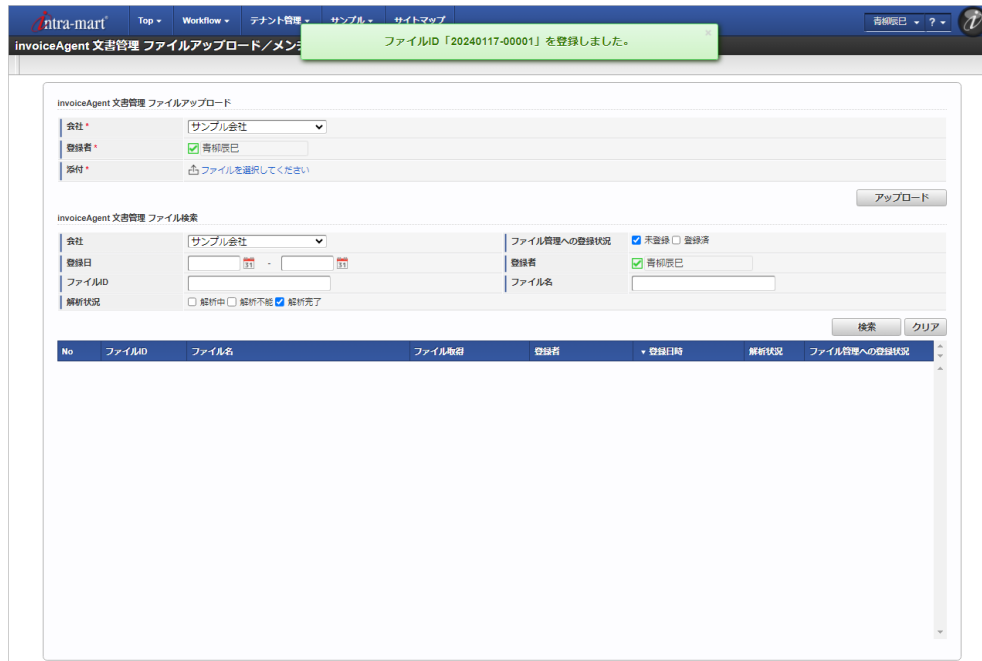 intra-mart Top Workflow テナント管理 サンプル サイトマップ 青柳辰巳 ?
invoiceAgent 文書管理 ファイルアップロード／メンテ
ファイルID「20240117-00001」を登録しました。 ×
invoiceAgent 文書管理 ファイルアップロード
会社* サンプル会社
登録者* 青柳辰巳
添付* ファイルを選択してください
アップロード
invoiceAgent 文書管理 ファイル検索
会社 サンプル会社 ファイル管理への登録状況 未登録 登録済
登録日 31 - 31 登録者 青柳辰巳
ファイルID ファイル名
解析状況 解析中 解析不能 解析完了
検索 クリア
No ファイルID ファイル名 ファイル取得 登録者 ▼ 登録日時 解析状況 ファイル管理への登録状況